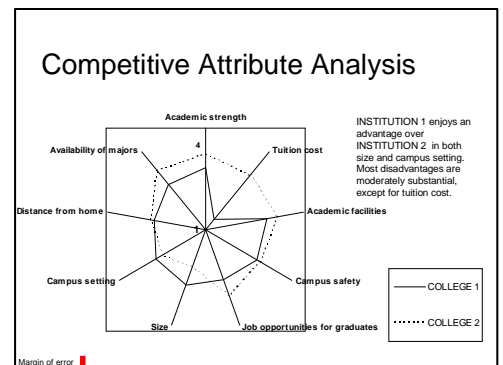 Competitive Attribute Analysis
Academic strength
4
Availability of majors
Tuition cost
Distance from home
Academic facilities
1
Campus setting
Campus safety
Size
Job opportunities for graduates
INSTITUTION 1 enjoys an
advantage over
INSTITUTION 2 in both
size and campus setting.
Most disadvantages are
moderately substantial,
except for tuition cost.
COLLEGE 1
COLLEGE 2
Margin of error